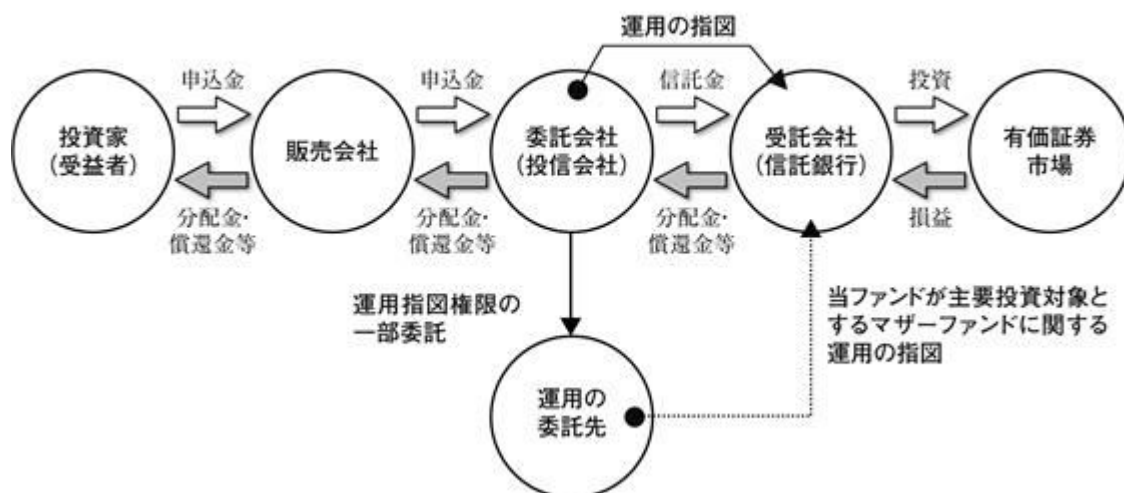 運用の指図
申込金
申込金
信託金
投資
投資家
(受益者)
販売会社
委託会社
(投信会社)
受託会社
(信託銀行)
有価証券
市場
分配金・
償還金等
分配金・
償還金等
分配金・
償還金等
損益
運用指図権限の
一部委託
当ファンドが主要投資対象と
するマザーファンドに関する
運用の指図
運用の
委託先